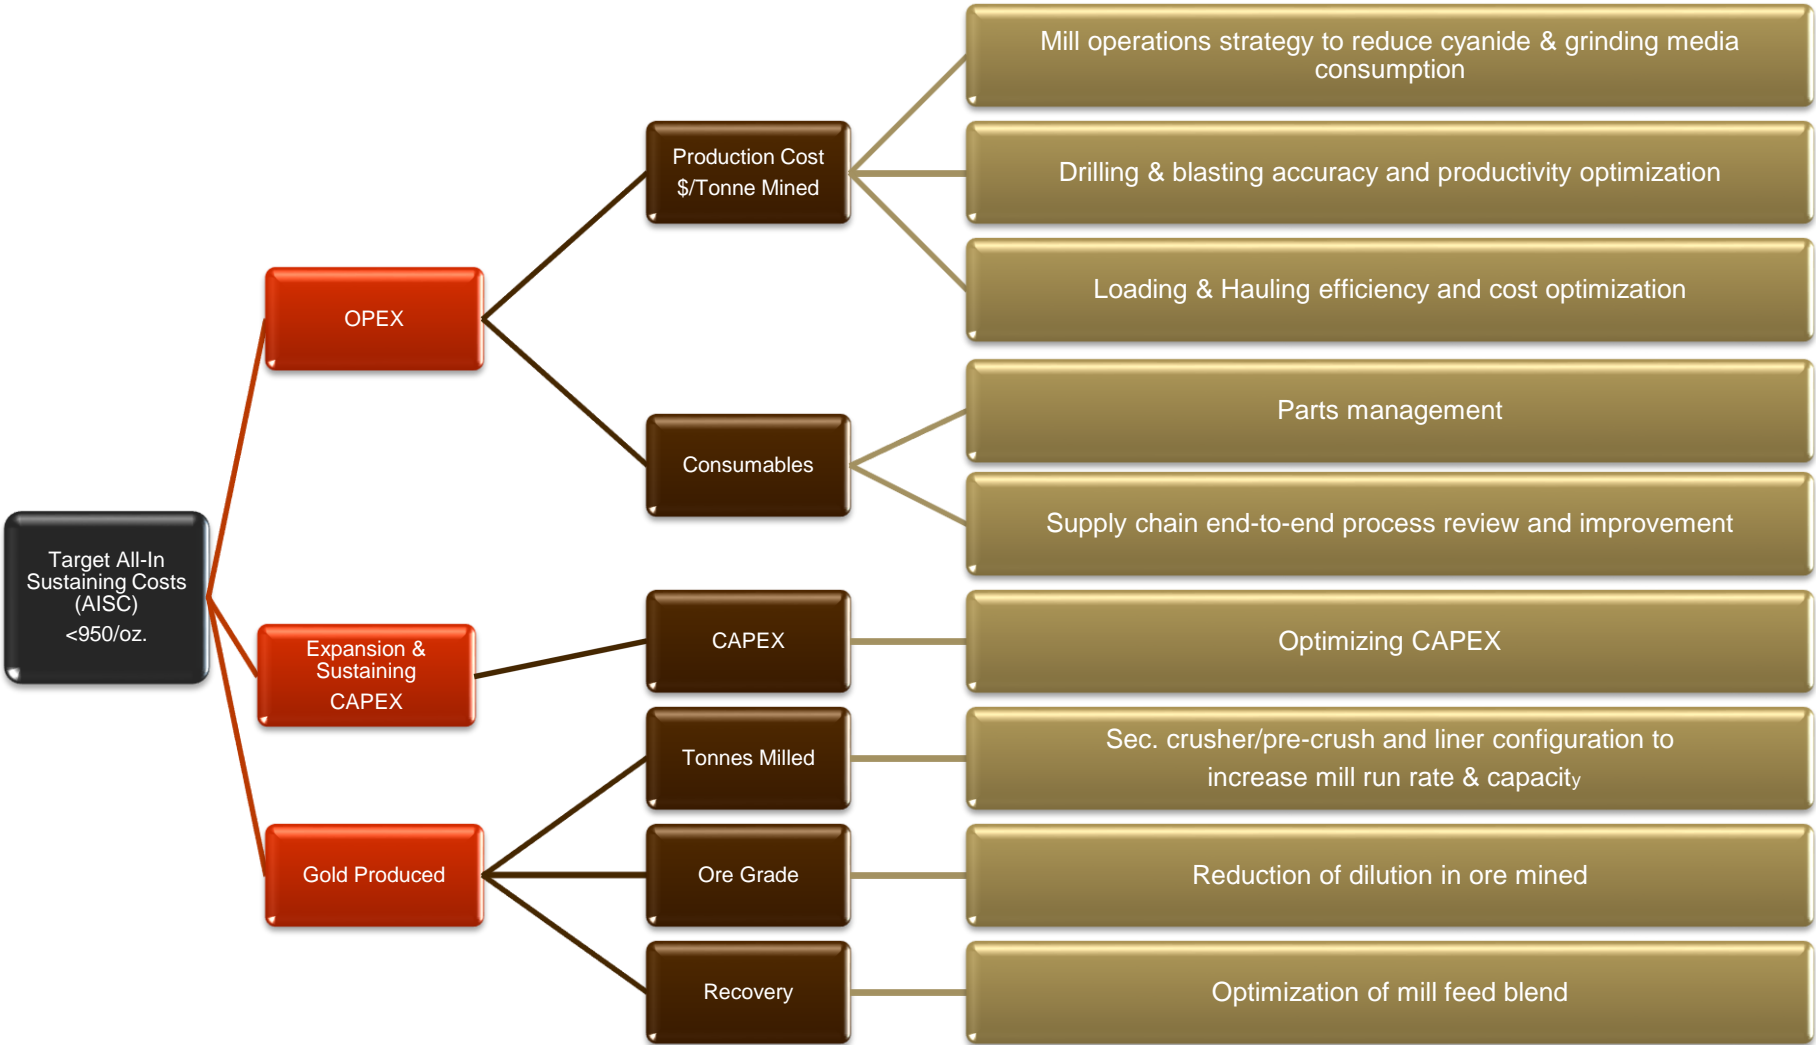 Target All-In
Sustaining Costs
(AISC)
<950/oz.
OPEX
Expansion &
Sustaining
CAPEX
Gold Produced
Production Cost
$/Tonne Mined
Consumables
CAPEX
Tonnes Milled
Ore Grade
Recovery
Mill operations strategy to reduce cyanide & grinding media
consumption
Drilling & blasting accuracy and productivity optimization
Loading & Hauling efficiency and cost optimization
Parts management
Supply chain end-to-end process review and improvement
Optimizing CAPEX
Sec. crusher/pre-crush and liner configuration to
increase mill run rate & capacity
Reduction of dilution in ore mined
Optimization of mill feed blend